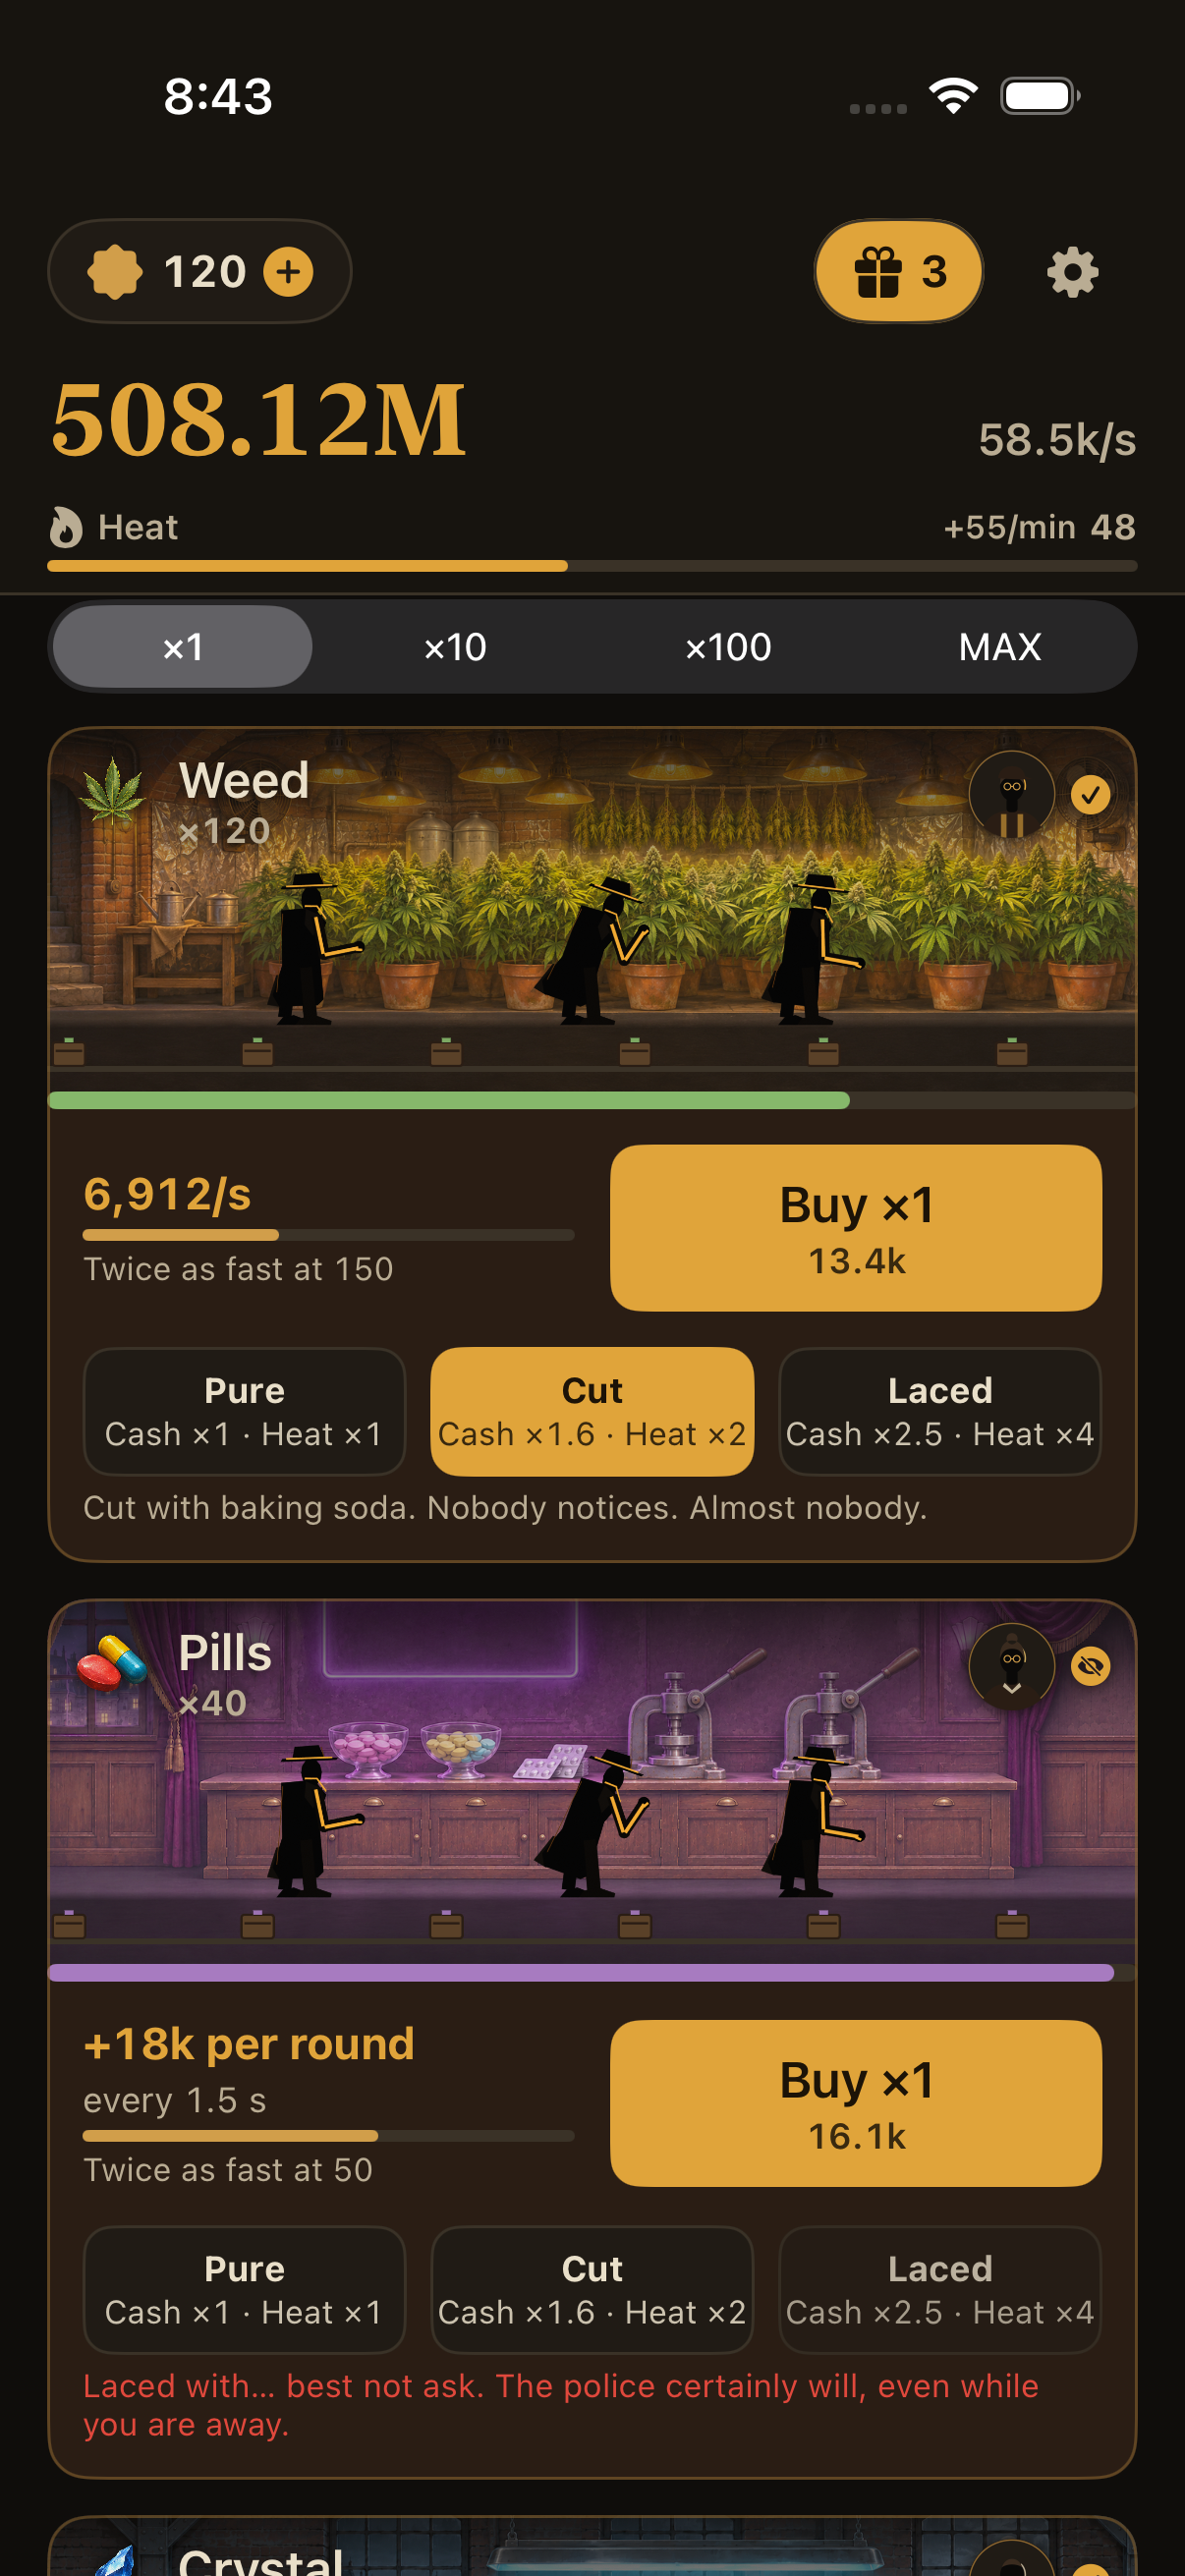 8:43
120
3
508.12M
58.5k/s
Heat
+55/min 48
×1
×10
×100
MAX
Weed
×120
6,912/s
Twice as fast at 150
Buy ×1
13.4k
Pure
Cash ×1 · Heat ×1
Cut
Cash ×1.6 · Heat ×2
Laced
Cash ×2.5 · Heat ×4
Cut with baking soda. Nobody notices. Almost nobody.
Pills
×40
+18k per round
every 1.5 s
Twice as fast at 50
Buy ×1
16.1k
Pure
Cash ×1 · Heat ×1
Cut
Cash ×1.6 · Heat ×2
Laced
Cash ×2.5 · Heat ×4
Laced with... best not ask. The police certainly will, even while
you are away.
Crystal